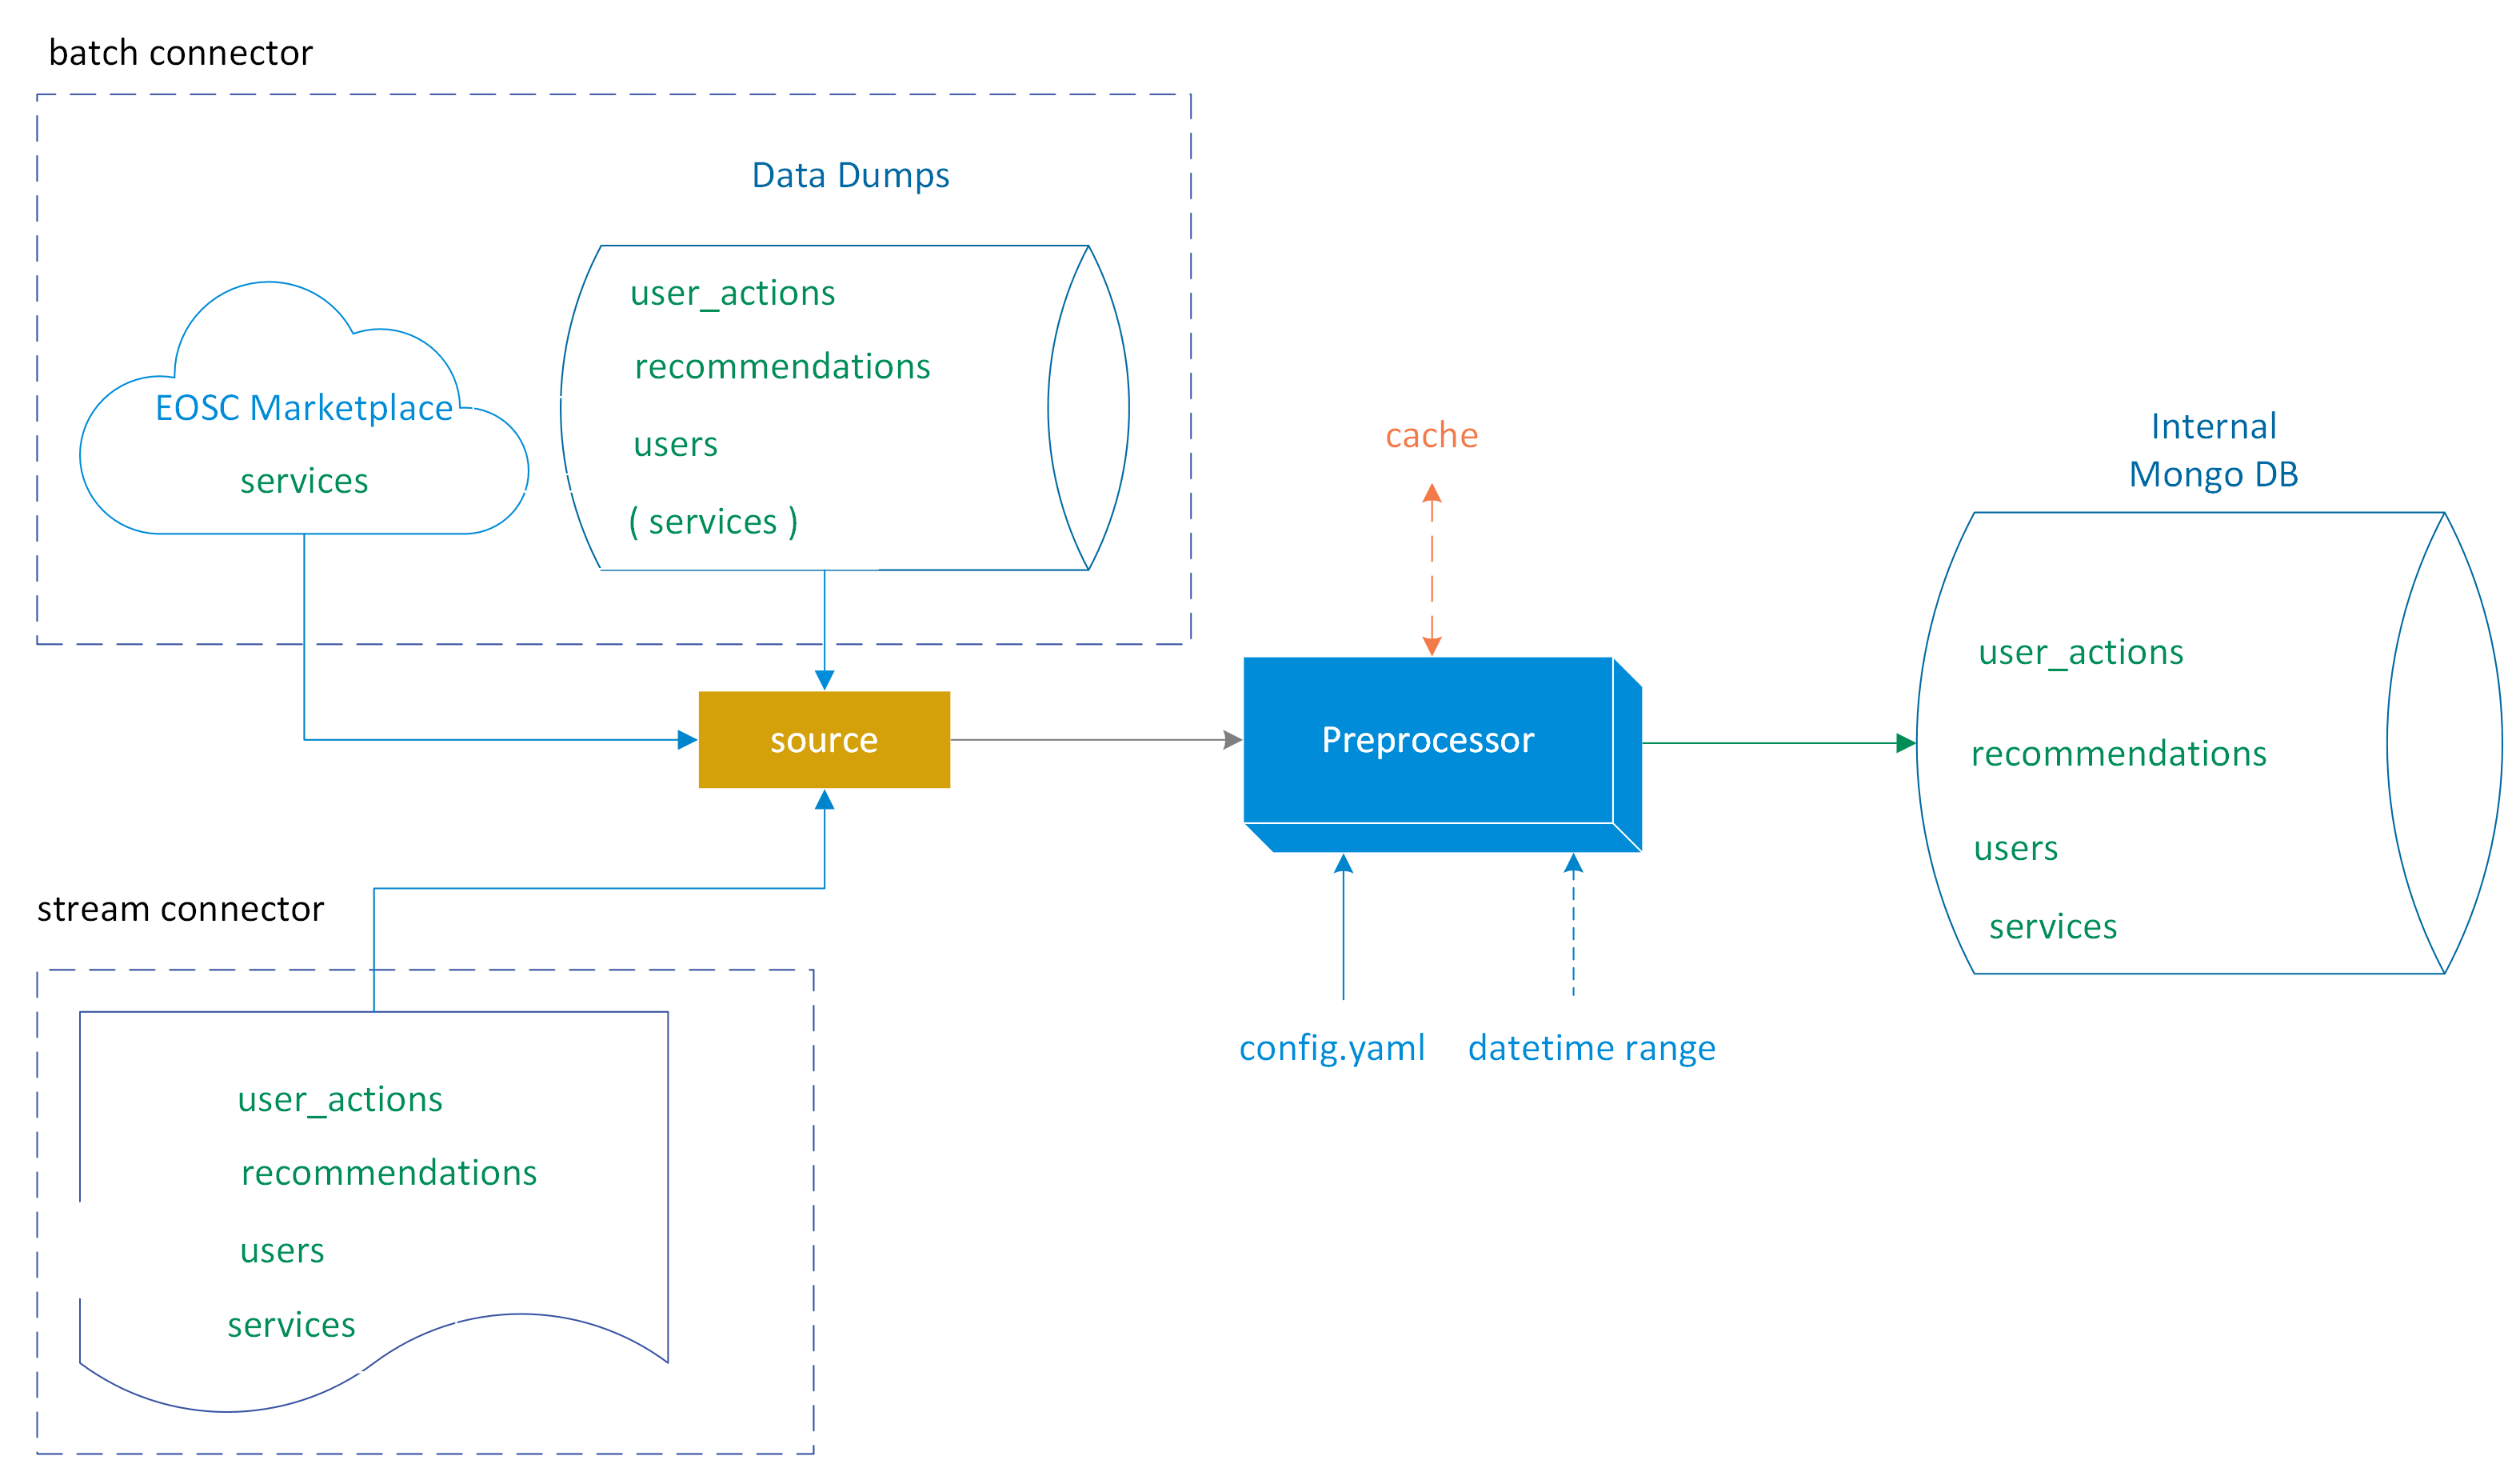 batch connector
Data Dumps
user_actions
recommendations
users
( services )
EOSC Marketplace
services
cache
Internal
Mongo DB
user_actions
recommendations
users
services
source
Preprocessor
config.yaml
datetime range
stream connector
user_actions
recommendations
users
services